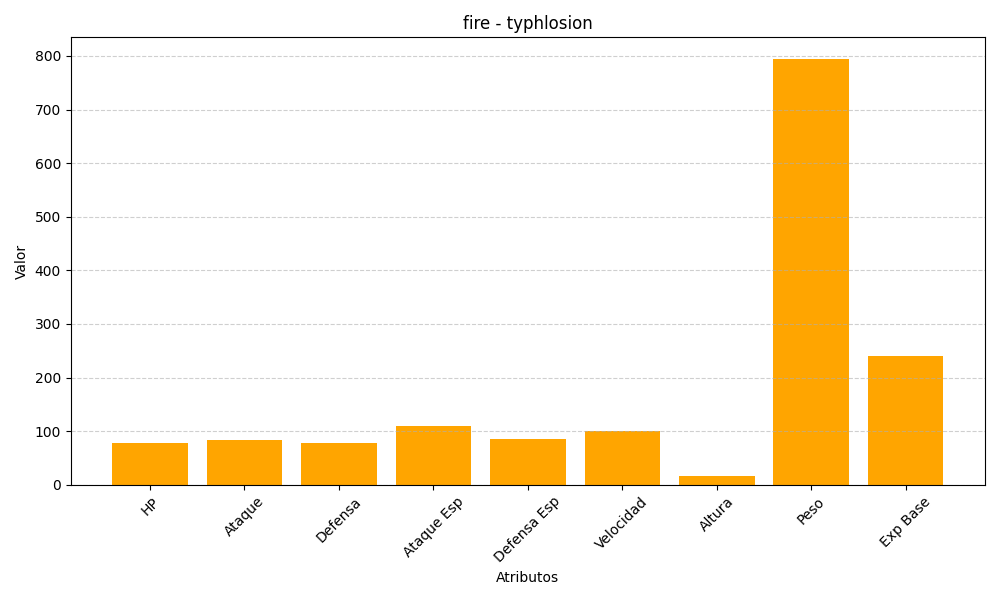 fire - typhlosion
Valor
800
700
600
500
400
300
200
100
0
HP
Ataque
Defensa
Ataque Esp
Defensa Esp
Velocidad
Altura
Peso
Exp Base
Atributos